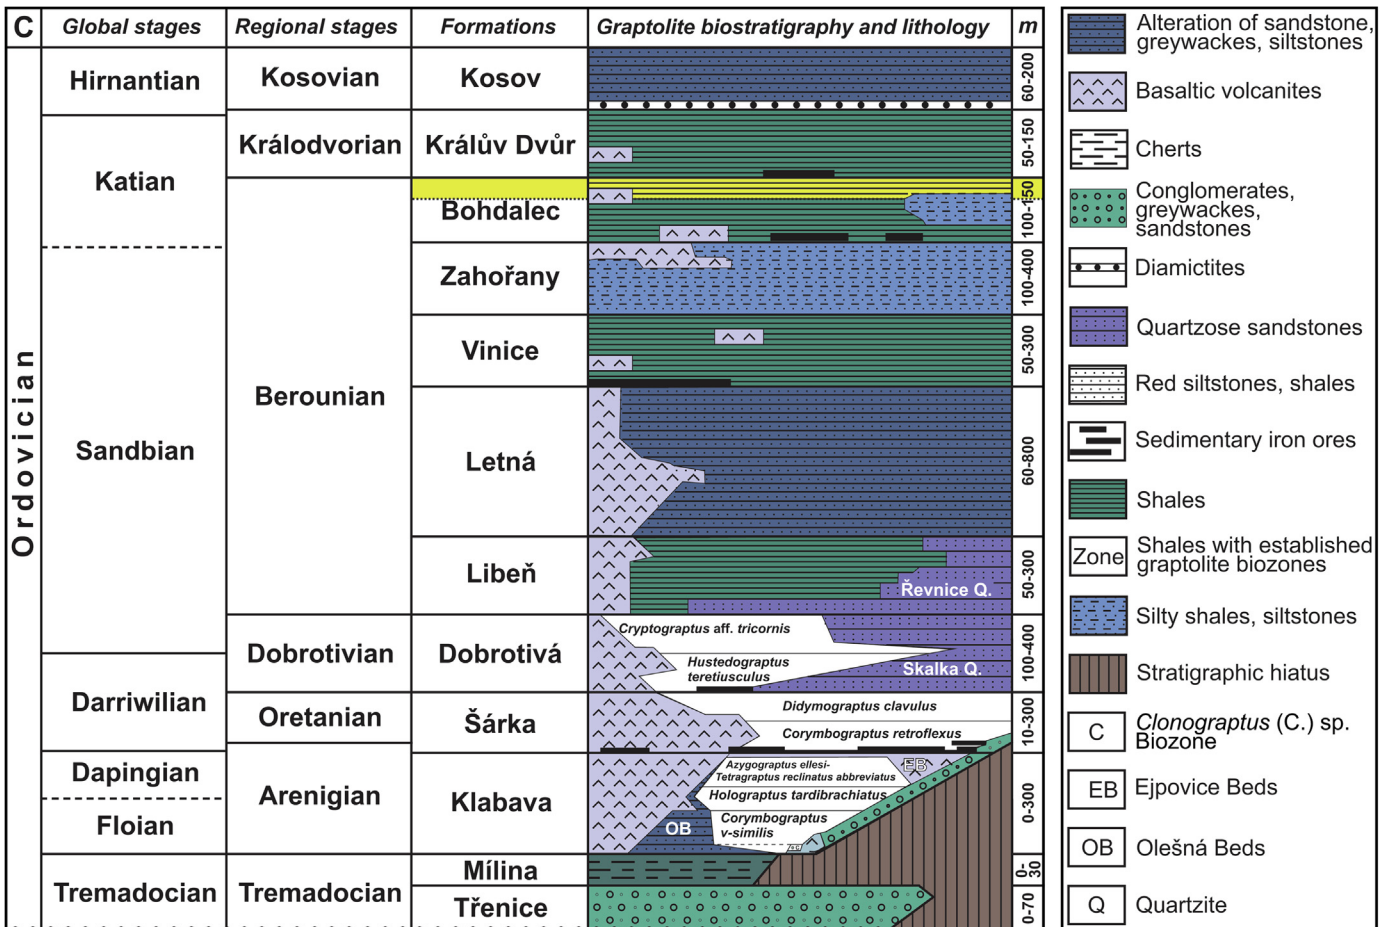 C
Global stages
Regional stages
Formations
Graptolite biostratigraphy and lithology
m
Ordovician
Hirnantian
Kosovian
Kosov
60-200
Katian
Králodvorian
Králův Dvůr
50-150
Berounian
Bohdalec
100-150
Zahořany
100-400
Sandbian
Vinice
50-300
Letná
60-800
Libeň
Řevnice Q.
50-300
Darriwilian
Dobrotivian
Dobrotivá
Cryptograptus aff. tricornis
Hustedograptus
teretiusculus
Skalka Q.
100-400
Oretanian
Šárka
Didymograptus clavulus
Corymbograptus retroflexus
10-300
Dapingian
Floian
Arenigian
Klabava
Azygograptus ellesi-
Tetragraptus reclinatus abbreviatus
EB
Holograptus tardibrachiatus
Corymbograptus
v-similis
OB
0-300
Tremadocian
Tremadocian
Mílina
0-
30
Třenice
0-70
Alteration of sandstone,
greywackes, siltstones
Basaltic volcanites
Cherts
Conglomerates,
greywackes,
sandstones
Diamictites
Quartzose sandstones
Red siltstones, shales
Sedimentary iron ores
Shales
Zone
Shales with established
graptolite biozones
Silty shales, siltstones
Stratigraphic hiatus
C
Clonograptus (C.) sp.
Biozone
EB
Ejpovice Beds
OB
Olešná Beds
Q
Quartzite